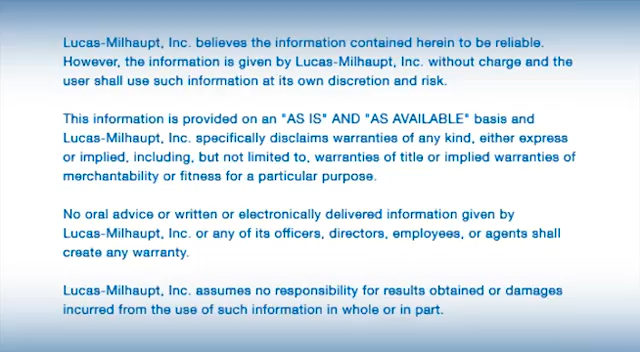 Lucas-Milhaupt, Inc. believes the information contained herein to be reliable.
However, the information is given by Lucas-Milhaupt, Inc. without charge and the
user shall use such information at its own discretion and risk.
This information is provided on an "AS IS" AND "AS AVAILABLE" basis and
Lucas-Milhaupt, Inc. specifically disclaims warranties of any kind, either express
or implied, including, but not limited to, warranties of title or implied warranties of
merchantability or fitness for a particular purpose.
No oral advice or written or electronically delivered information given by
Lucas-Milhaupt, Inc. or any of its officers, directors, employees, or agents shall
create any warranty.
Lucas-Milhaupt, Inc. assumes no responsibility for results obtained or damages
incurred from the use of such information in whole or in part.